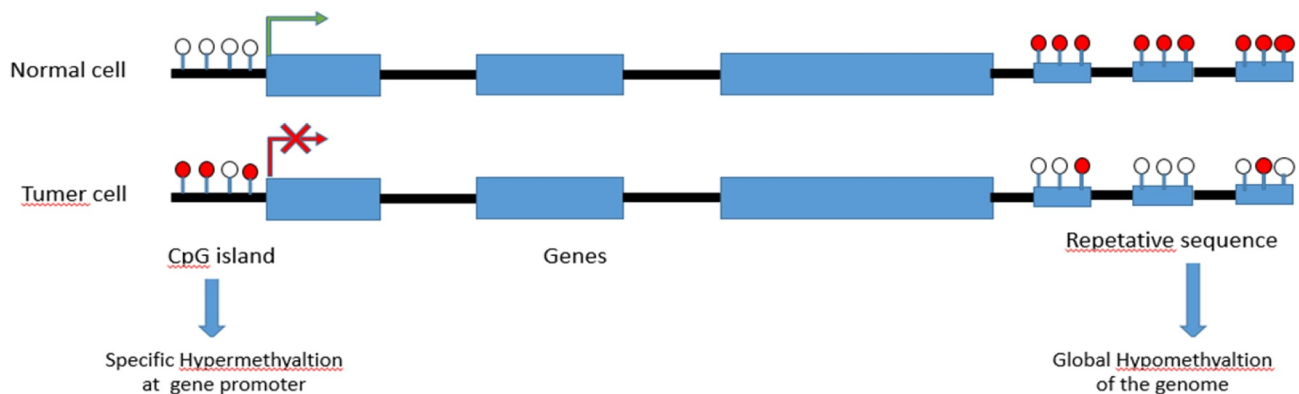 Normal cell
Tumer cell
CpG island
Genes
Repetative sequence
Specific Hypermethyaltion
at gene promoter
Global Hypomethyaltion
of the genome